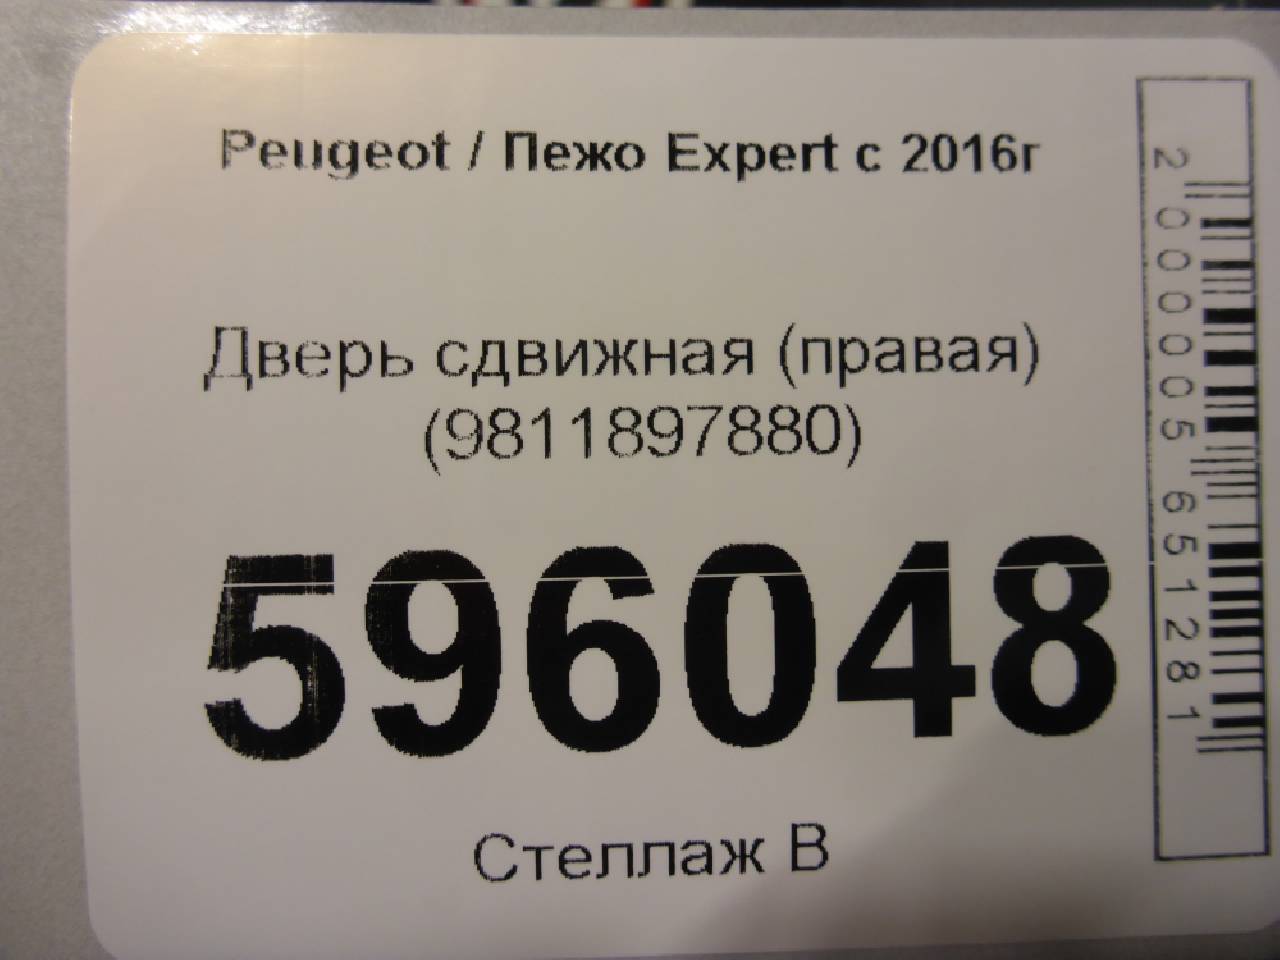 Peugeot / Пежо Expert с 2016г
Дверь сдвижная (правая)
(9811897880)
596048
Стеллаж В
2000005651281